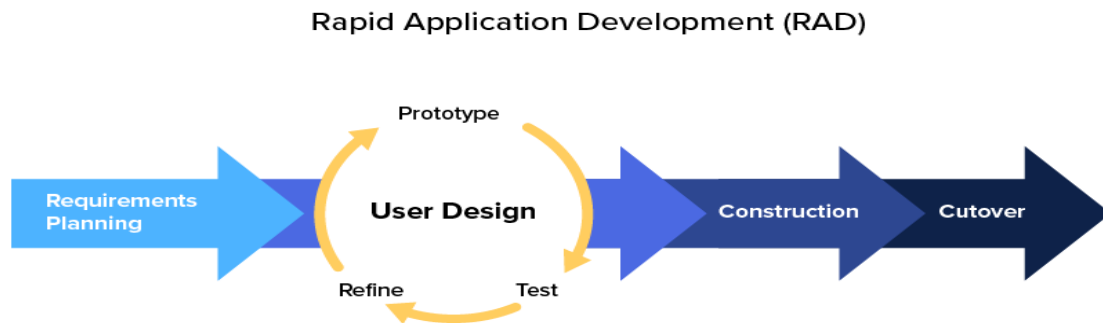 Rapid Application Development (RAD)
Prototype
Requirements
Planning
User Design
Construction
Cutover
Refine
Test